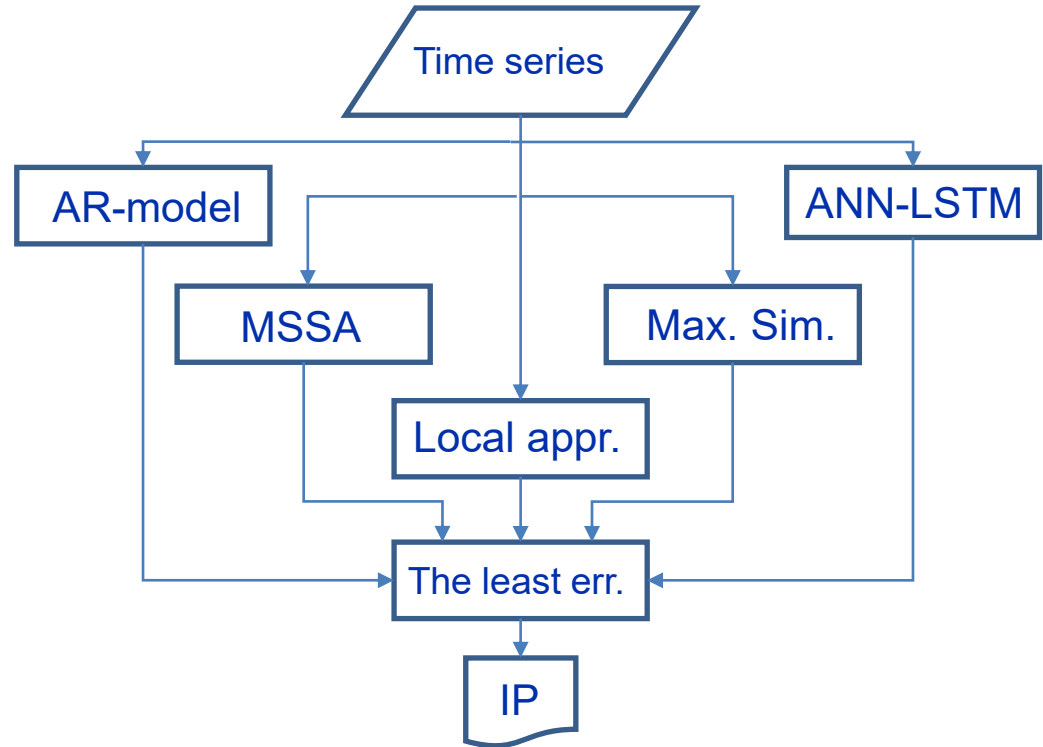 Time series
AR-model
ANN-LSTM
MSSA
Max. Sim.
Local appr.
The least err.
IP